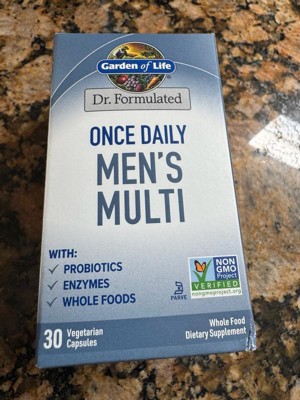 Garden of Life
Dr. Formulated
ONCE DAILY
MEN'S
MULTI
WITH:
✓ PROBIOTICS
✓ ENZYMES
✓ WHOLE FOODS
PARVE
NON
GMO
Project
VERIFIED
nongmoproject.org
30 Vegetarian
Capsules
Whole Food
Dietary Supplement